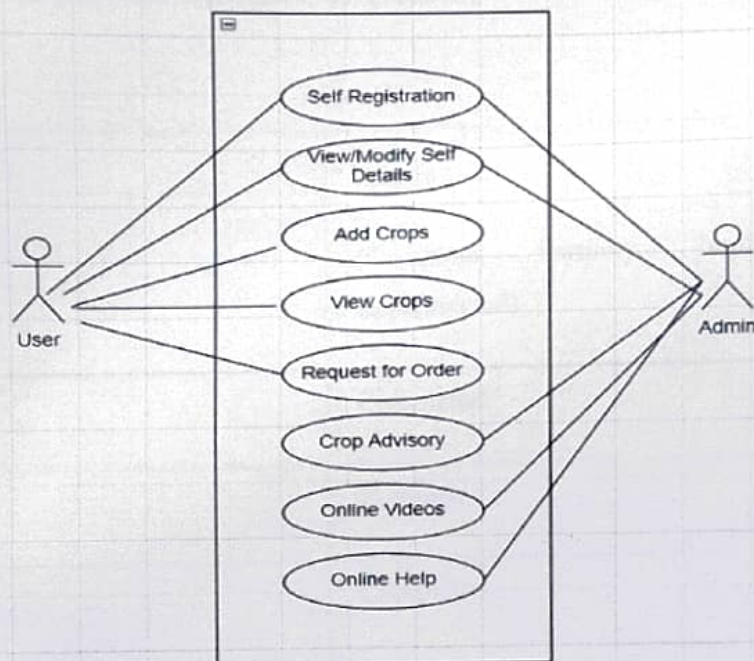 Self Registration
View/Modify Self
Details
Add Crops
View Crops
Request for Order
Crop Advisory
Online Videos
Online Help
User
Admin